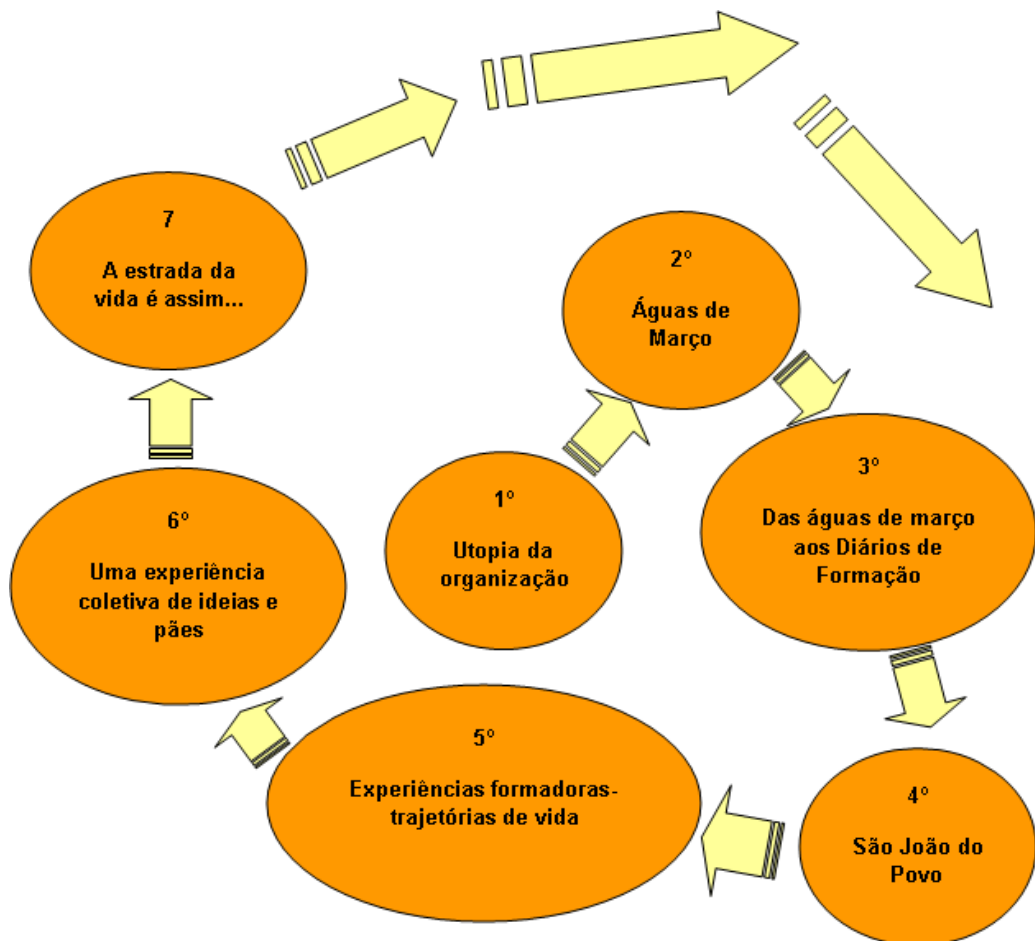 1º
Utopia da
organização
2º
Águas de
Março
3º
Das águas de março
aos Diários de
Formação
4º
São João do
Povo
5º
Experiências formadoras-
trajetórias de vida
6º
Uma experiência
coletiva de ideias e
pães
7
A estrada da
vida é assim...